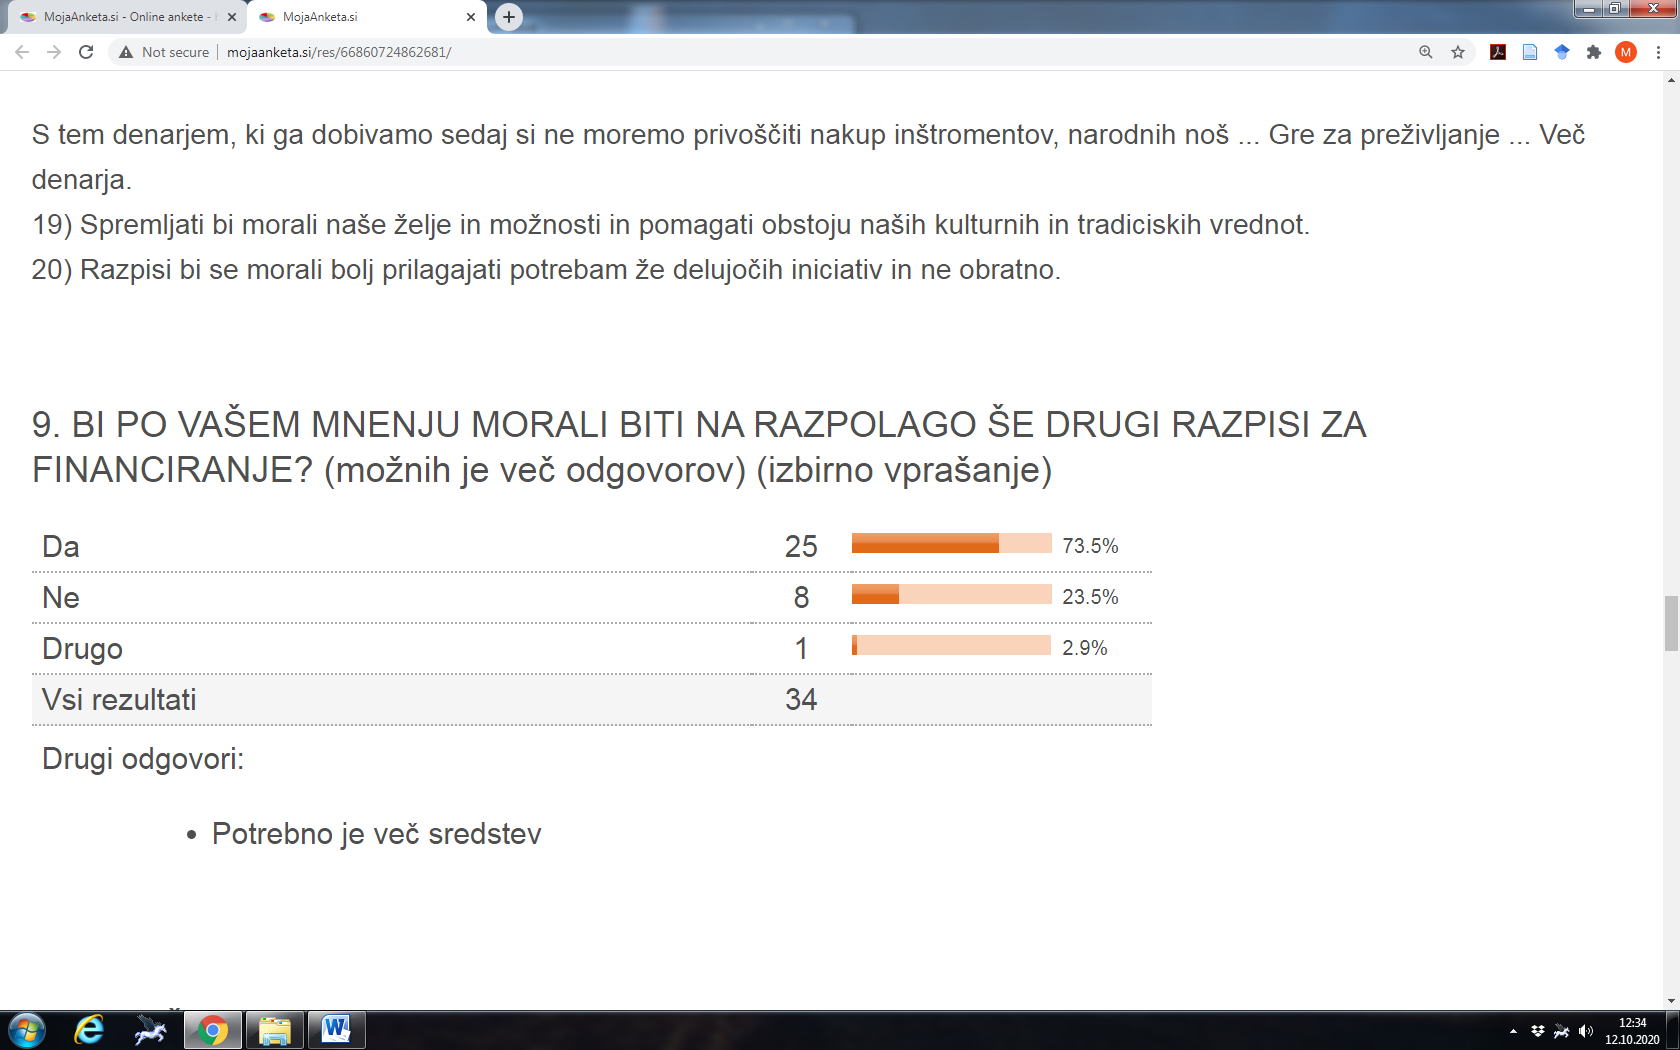 MojaAnketa.si - Online ankete -
MojaAnketa.si
Not secure
mojaanketa.si/res/66860724862681/
M
S tem denarjem, ki ga dobivamo sedaj si ne moremo privoščiti nakup inštromentov, narodnih noš ... Gre za preživljanje ... Več
denarja.
19) Spremljati bi morali naše želje in možnosti in pomagati obstoju naših kulturnih in tradiciskih vrednot.
20) Razpisi bi se morali bolj prilagajati potrebam že delujočih iniciativ in ne obratno.
9. BI PO VAŠEM MNENJU MORALI BITI NA RAZPOLAGO ŠE DRUGI RAZPISI ZA
FINANCIRANJE? (možnih je več odgovorov) (izbirno vprašanje)
Da 25 73.5%
Ne 8 23.5%
Drugo 1 2.9%
Vsi rezultati 34
Drugi odgovori:
• Potrebno je več sredstev
12:34
12.10.2020